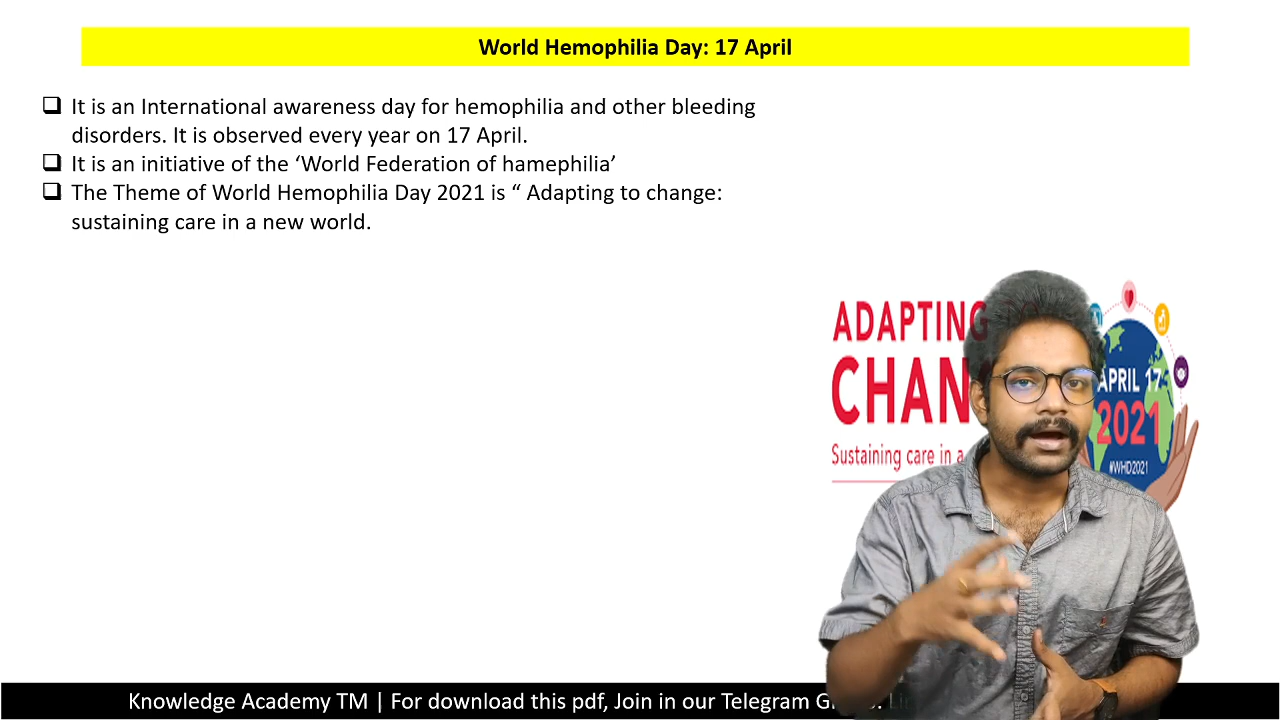 World Hemophilia Day: 17 April
It is an International awareness day for hemophilia and other bleeding
disorders. It is observed every year on 17 April.
It is an initiative of the ‘World Federation of hamephilia’
The Theme of World Hemophilia Day 2021 is “ Adapting to change:
sustaining care in a new world.
ADAPTING
CHAN
Sustaining care in a
APRIL 17
2021
#WHD2021
Knowledge Academy TM | For download this pdf, Join in our Telegram